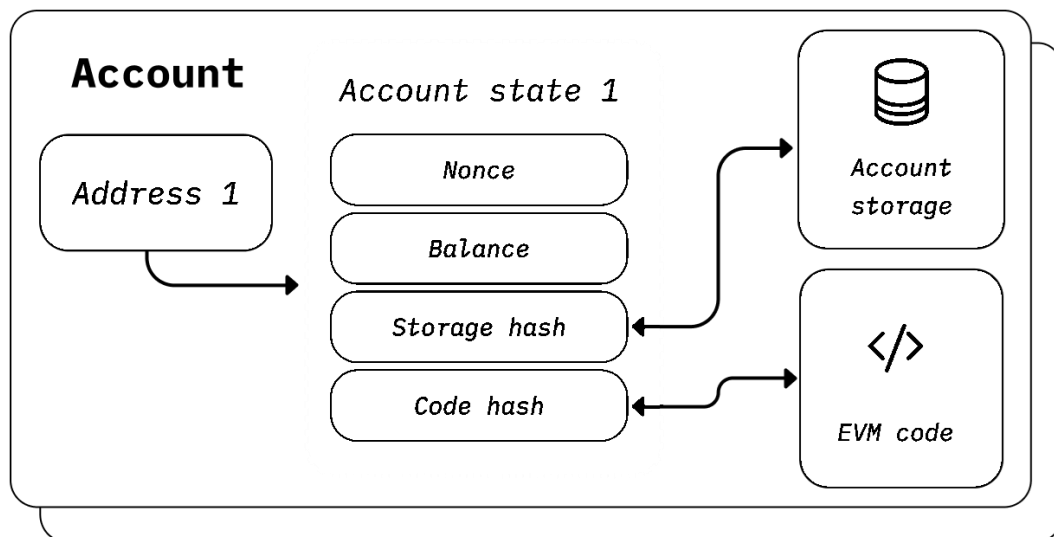 Account
Account state 1
Address 1
Nonce
Balance
Storage hash
Code hash
Account
storage
</>
EVM code